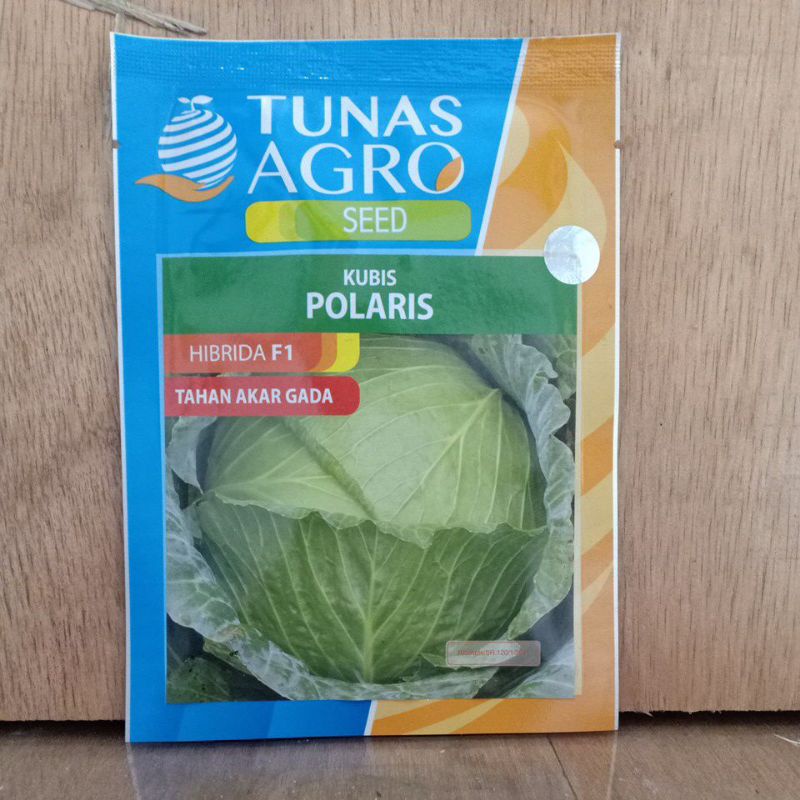 TUNAS
AGRO
SEED
KUBIS
POLARIS
HIBRIDA F1
TAHAN AKAR GADA